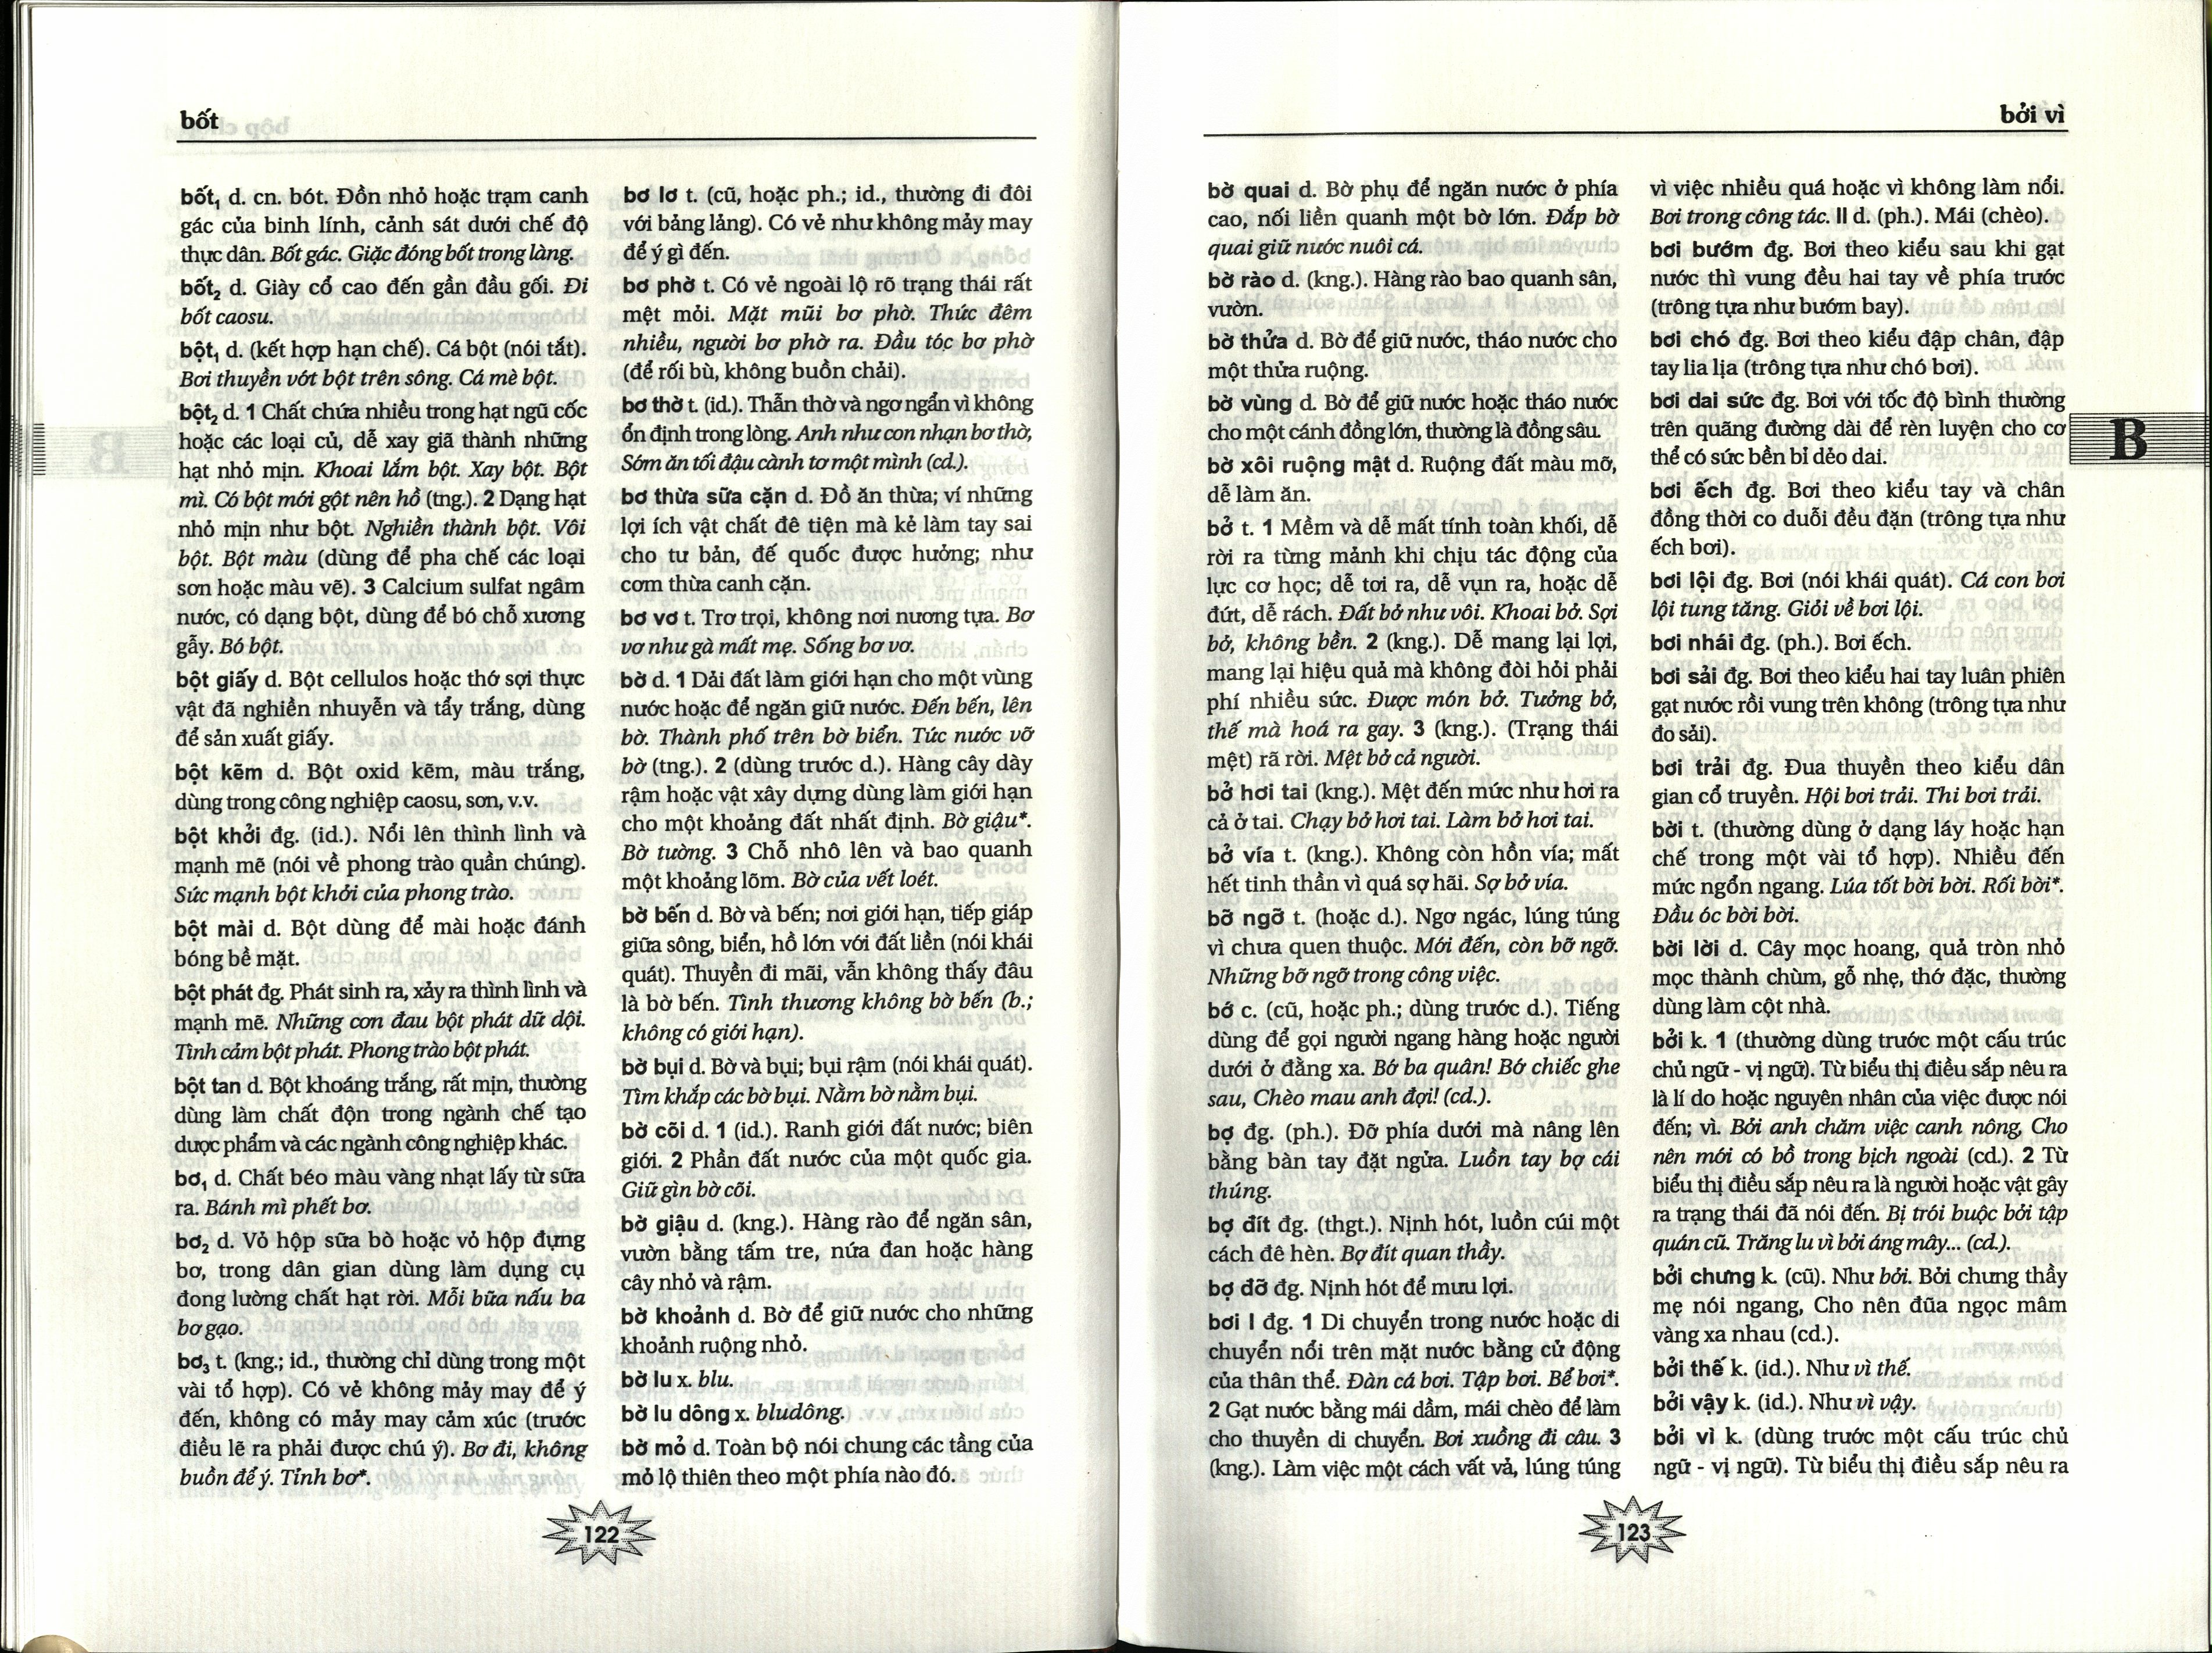 bốt
bốt₁ d. cn. bót. Đồn nhỏ hoặc trạm canh
gác của binh lính, cảnh sát dưới chế độ
thực dân. Bốt gác. Giặc đóng bốt trong làng.
bốt₂ d. Giày cổ cao đến gần đầu gối. Đi
bốt caosu.
bột₁ d. (kết hợp hạn chế). Cá bột (nói tắt).
Bơi thuyền vớt bột trên sông. Cá mè bột.
bột₂ d. 1 Chất chứa nhiều trong hạt ngũ cốc
hoặc các loại củ, dễ xay giã thành những
hạt nhỏ mịn. Khoai lắm bột. Xay bột. Bột
mì. Có bột mới gột nên hồ (tng.). 2 Dạng hạt
nhỏ mịn như bột. Nghiền thành bột. Vôi
bột. Bột màu (dùng để pha chế các loại
sơn hoặc màu vẽ). 3 Calcium sulfat ngâm
nước, có dạng bột, dùng để bó chỗ xương
gẫy. Bó bột.
bột giấy d. Bột cellulos hoặc thớ sợi thực
vật đã nghiền nhuyễn và tẩy trắng, dùng
để sản xuất giấy.
bột kẽm d. Bột oxid kẽm, màu trắng,
dùng trong công nghiệp caosu, sơn, v.v.
bột khởi đg. (id.). Nổi lên thình lình và
mạnh mẽ (nói về phong trào quần chúng).
Sức mạnh bột khởi của phong trào.
bột mài d. Bột dùng để mài hoặc đánh
bóng bề mặt.
bột phát đg. Phát sinh ra, xảy ra thình lình và
mạnh mẽ. Những cơn đau bột phát dữ dội.
Tình cảm bột phát. Phong trào bột phát.
bột tan d. Bột khoáng trắng, rất mịn, thường
dùng làm chất độn trong ngành chế tạo
dược phẩm và các ngành công nghiệp khác.
bơ₁ d. Chất béo màu vàng nhạt lấy từ sữa
ra. Bánh mì phết bơ.
bơ₂ d. Vỏ hộp sữa bò hoặc vỏ hộp đựng
bơ, trong dân gian dùng làm dụng cụ
đong lường chất hạt rời. Mỗi bữa nấu ba
bơ gạo.
bơ₃ t. (kng.; id., thường chỉ dùng trong một
vài tổ hợp). Có vẻ không mảy may để ý
đến, không có mảy may cảm xúc (trước
điều lẽ ra phải được chú ý). Bơ đi, không
buồn để ý. Tỉnh bơ*.
bơ lơ t. (cũ, hoặc ph.; id., thường đi đôi
với bảng lảng). Có vẻ như không mảy may
để ý gì đến.
bơ phờ t. Có vẻ ngoài lộ rõ trạng thái rất
mệt mỏi. Mặt mũi bơ phờ. Thức đêm
nhiều, người bơ phờ ra. Đầu tóc bơ phờ
(để rối bù, không buồn chải).
bơ thờ t. (id.). Thẫn thờ và ngơ ngẩn vì không
ổn định trong lòng. Anh như con nhạn bơ thờ,
Sớm ăn tối đậu cành tơ một mình (cd.).
bơ thừa sữa cặn d. Đồ ăn thừa; ví những
lợi ích vật chất đê tiện mà kẻ làm tay sai
cho tư bản, đế quốc được hưởng; như
cơm thừa canh cặn.
bơ vơ t. Trơ trọi, không nơi nương tựa. Bơ
vơ như gà mất mẹ. Sống bơ vơ.
bờ d. 1 Dải đất làm giới hạn cho một vùng
nước hoặc để ngăn giữ nước. Đến bến, lên
bờ. Thành phố trên bờ biển. Tức nước vỡ
bờ (tng.). 2 (dùng trước d.). Hàng cây dày
rậm hoặc vật xây dựng dùng làm giới hạn
cho một khoảng đất nhất định. Bờ giậu*.
Bờ tường. 3 Chỗ nhô lên và bao quanh
một khoảng lõm. Bờ của vết loét.
bờ bến d. Bờ và bến; nơi giới hạn, tiếp giáp
giữa sông, biển, hồ lớn với đất liền (nói khái
quát). Thuyền đi mãi, vẫn không thấy đâu
là bờ bến. Tình thương không bờ bến (b.;
không có giới hạn).
bờ bụi d. Bờ và bụi; bụi rậm (nói khái quát).
Tìm khắp các bờ bụi. Nằm bờ nằm bụi.
bờ cõi d. 1 (id.). Ranh giới đất nước; biên
giới. 2 Phần đất nước của một quốc gia.
Giữ gìn bờ cõi.
bờ giậu d. (kng.). Hàng rào để ngăn sân,
vườn bằng tấm tre, nứa đan hoặc hàng
cây nhỏ và rậm.
bờ khoảnh d. Bờ để giữ nước cho những
khoảnh ruộng nhỏ.
bờ lu x. blu.
bờ lu dông x. bludông.
bờ mỏ d. Toàn bộ nói chung các tầng của
mỏ lộ thiên theo một phía nào đó.
122
bởi vì
bờ quai d. Bờ phụ để ngăn nước ở phía
cao, nối liền quanh một bờ lớn. Đắp bờ
quai giữ nước nuôi cá.
bờ rào d. (kng.). Hàng rào bao quanh sân,
vườn.
bờ thửa d. Bờ để giữ nước, tháo nước cho
một thửa ruộng.
bờ vùng d. Bờ để giữ nước hoặc tháo nước
cho một cánh đồng lớn, thường là đồng sâu.
bờ xôi ruộng mật d. Ruộng đất màu mỡ,
dễ làm ăn.
bở t. 1 Mềm và dễ mất tính toàn khối, dễ
rời ra từng mảnh khi chịu tác động của
lực cơ học; dễ tơi ra, dễ vụn ra, hoặc dễ
đứt, dễ rách. Đất bở như vôi. Khoai bở. Sợi
bở, không bền. 2 (kng.). Dễ mang lại lợi,
mang lại hiệu quả mà không đòi hỏi phải
phí nhiều sức. Được món bở. Tưởng bở,
thế mà hoá ra gay. 3 (kng.). (Trạng thái
mệt) rã rời. Mệt bở cả người.
bở hơi tai (kng.). Mệt đến mức như hơi ra
cả ở tai. Chạy bở hơi tai. Làm bở hơi tai.
bở vía t. (kng.). Không còn hồn vía; mất
hết tinh thần vì quá sợ hãi. Sợ bở vía.
bỡ ngỡ t. (hoặc d.). Ngơ ngác, lúng túng
vì chưa quen thuộc. Mới đến, còn bỡ ngỡ.
Những bỡ ngỡ trong công việc.
bớ c. (cũ, hoặc ph.; dùng trước d.). Tiếng
dùng để gọi người ngang hàng hoặc người
dưới ở đằng xa. Bớ ba quân! Bớ chiếc ghe
sau, Chèo mau anh đợi! (cd.).
bợ đg. (ph.). Đỡ phía dưới mà nâng lên
bằng bàn tay đặt ngửa. Luồn tay bợ cái
thúng.
bợ đít đg. (thgt.). Nịnh hót, luồn cúi một
cách đê hèn. Bợ đít quan thầy.
bợ đỡ đg. Nịnh hót để mưu lợi.
bơi I đg. 1 Di chuyển trong nước hoặc di
chuyển nổi trên mặt nước bằng cử động
của thân thể. Đàn cá bơi. Tập bơi. Bể bơi*.
2 Gạt nước bằng mái dầm, mái chèo để làm
cho thuyền di chuyển. Bơi xuồng đi câu. 3
(kng.). Làm việc một cách vất vả, lúng túng
vì việc nhiều quá hoặc vì không làm nổi.
Bơi trong công tác. II d. (ph.). Mái (chèo).
bơi bướm đg. Bơi theo kiểu sau khi gạt
nước thì vung đều hai tay về phía trước
(trông tựa như bướm bay).
bơi chó đg. Bơi theo kiểu đập chân, đập
tay lia lịa (trông tựa như chó bơi).
bơi dai sức đg. Bơi với tốc độ bình thường
trên quãng đường dài để rèn luyện cho cơ
thể có sức bền bỉ dẻo dai.
bơi ếch đg. Bơi theo kiểu tay và chân
đồng thời co duỗi đều đặn (trông tựa như
ếch bơi).
bơi lội đg. Bơi (nói khái quát). Cá con bơi
lội tung tăng. Giỏi về bơi lội.
bơi nhái đg. (ph.). Bơi ếch.
bơi sải đg. Bơi theo kiểu hai tay luân phiên
gạt nước rồi vung trên không (trông tựa như
đo sải).
bơi trải đg. Đua thuyền theo kiểu dân
gian cổ truyền. Hội bơi trải. Thi bơi trải.
bời t. (thường dùng ở dạng láy hoặc hạn
chế trong một vài tổ hợp). Nhiều đến
mức ngổn ngang. Lúa tốt bời bời. Rối bời*.
Đầu óc bời bời.
bời lời d. Cây mọc hoang, quả tròn nhỏ
mọc thành chùm, gỗ nhẹ, thớ đặc, thường
dùng làm cột nhà.
bởi k. 1 (thường dùng trước một cấu trúc
chủ ngữ - vị ngữ). Từ biểu thị điều sắp nêu ra
là lí do hoặc nguyên nhân của việc được nói
đến; vì. Bởi anh chăm việc canh nông, Cho
nên mới có bồ trong bịch ngoài (cd.). 2 Từ
biểu thị điều sắp nêu ra là người hoặc vật gây
ra trạng thái đã nói đến. Bị trói buộc bởi tập
quán cũ. Trăng lu vì bởi áng mây... (cd.).
bởi chưng k. (cũ). Như bởi. Bởi chưng thầy
mẹ nói ngang, Cho nên đũa ngọc mâm
vàng xa nhau (cd.).
bởi thế k. (id.). Như vì thế.
bởi vậy k. (id.). Như vì vậy.
bởi vì k. (dùng trước một cấu trúc chủ
ngữ - vị ngữ). Từ biểu thị điều sắp nêu ra
B
123